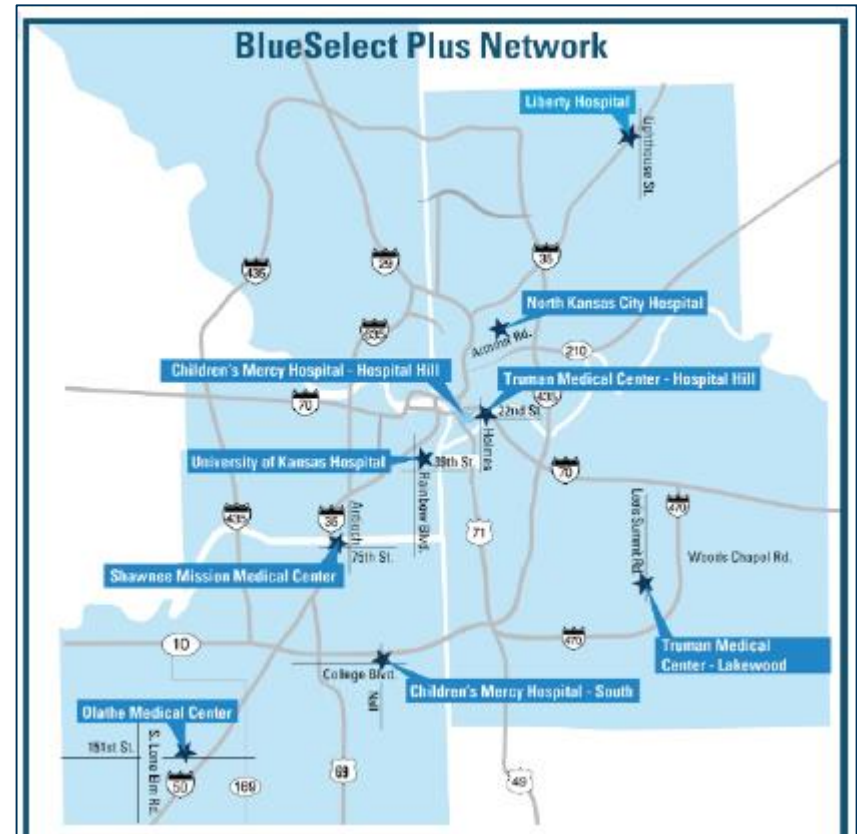 BlueSelect Plus Network
Liberty Hospital
Lighthouse St.
435
29
35
North Kansas City Hospital
635
Armour Rd.
210
Children's Mercy Hospital - Hospital Hill
Truman Medical Center - Hospital Hill
70
435
22nd St.
Holmes
University of Kansas Hospital
39th St.
Rainbow Blvd.
70
470
435
35
Antioch
71
Lee's Summit Rd.
Woods Chapel Rd.
75th St.
Shawnee Mission Medical Center
10
470
Truman Medical
Center - Lakewood
College Blvd.
Nall
Children's Mercy Hospital - South
Olathe Medical Center
151st St.
S. Lone Elm Rd.
50
169
69
49